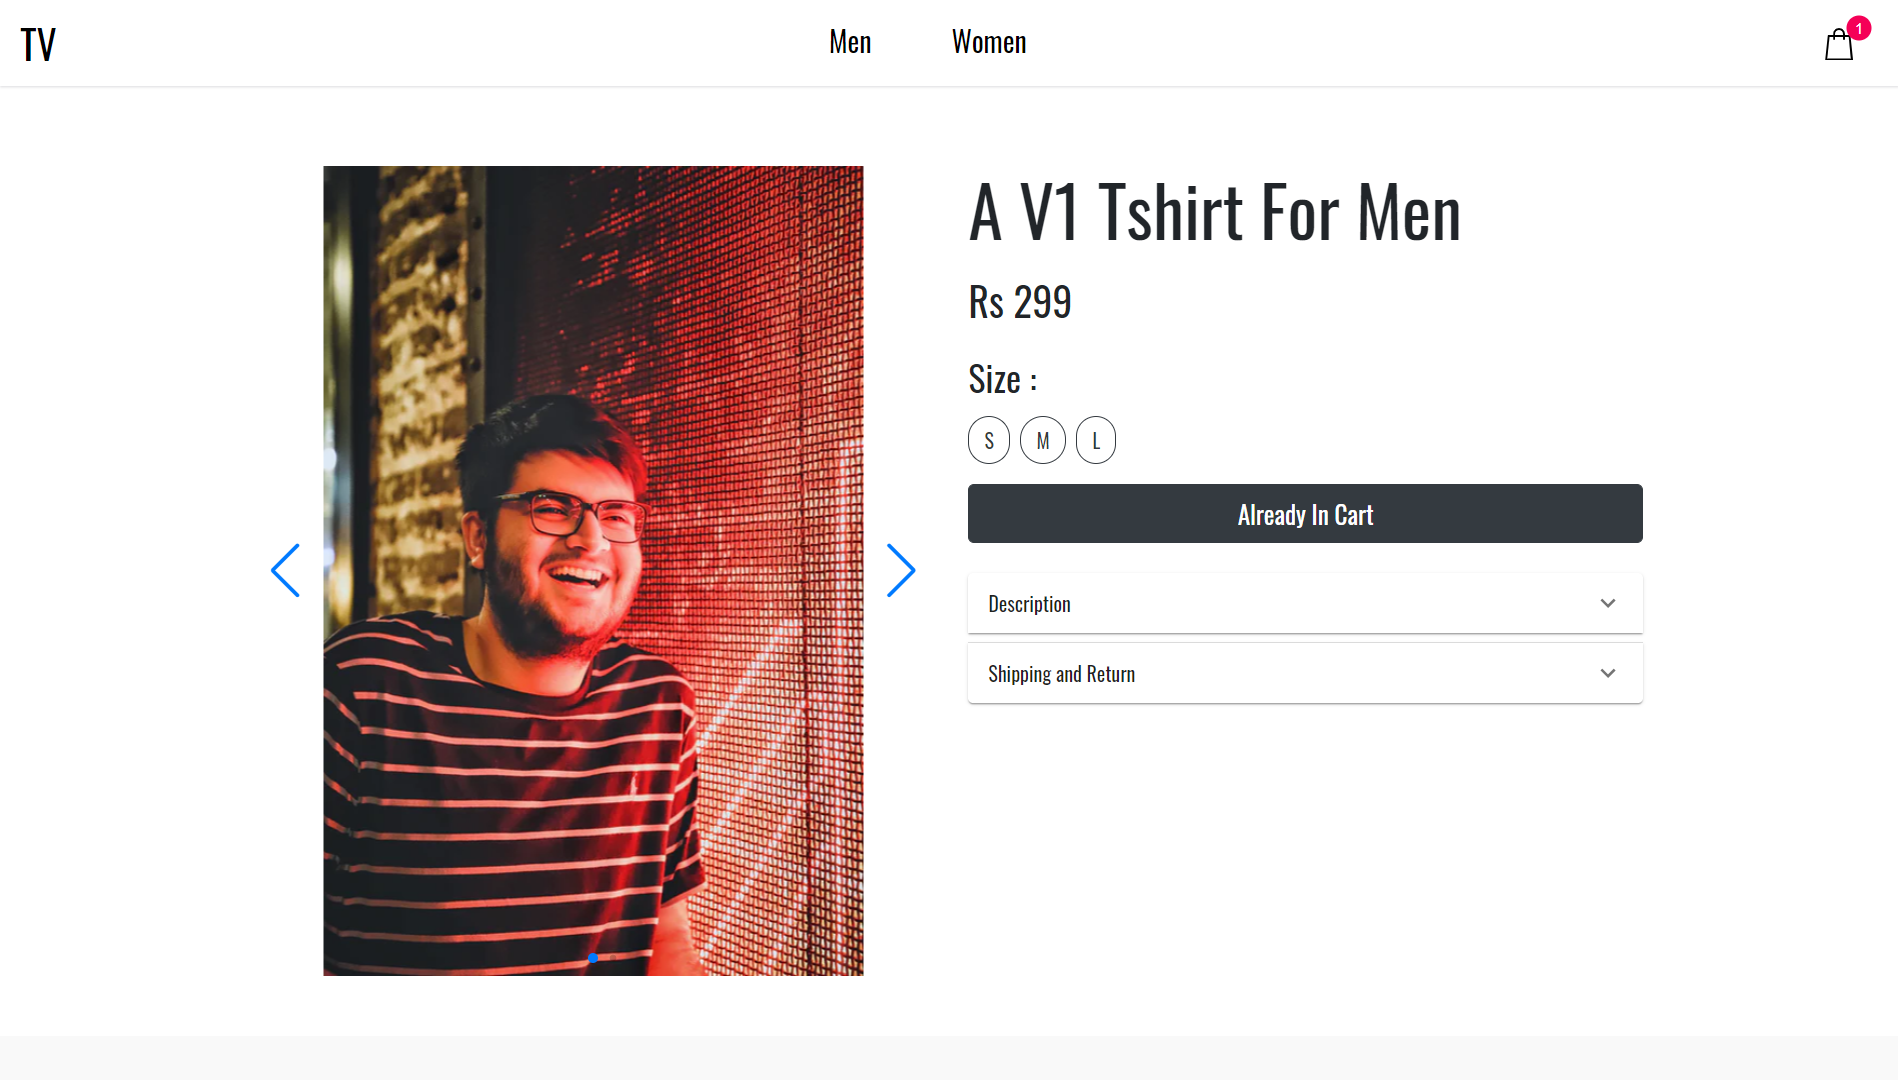 TV
Men
Women
1
A V1 Tshirt For Men
Rs 299
Size :
S
M
L
Already In Cart
Description
Shipping and Return